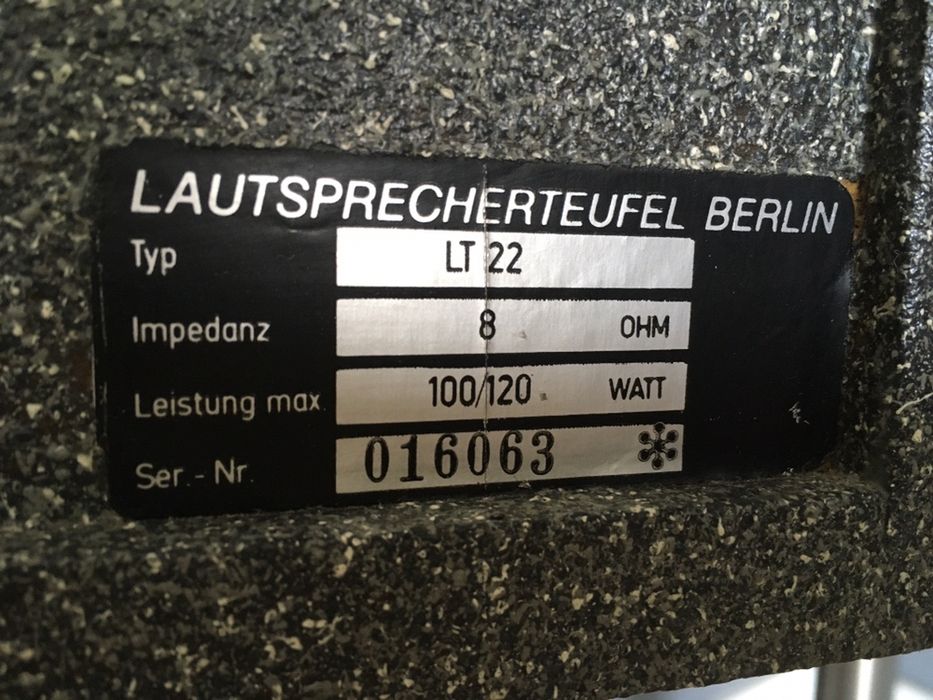 LAUTSPRECHERTEUFEL BERLIN
Typ LT 22
Impedanz 8 OHM
Leistung max. 100/120 WATT
Ser.-Nr. 016063